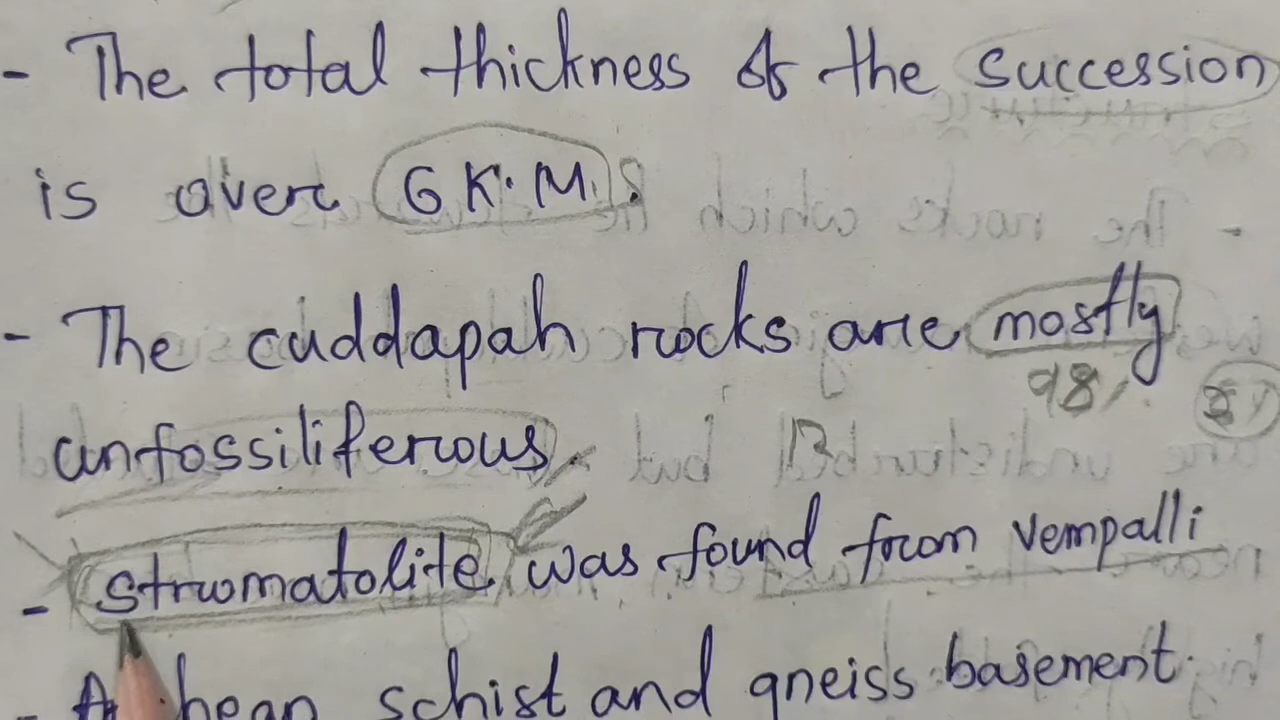 - The total thickness of the succession
is over 6 K.M.
- The cuddapah rocks are mostly
98%
unfossiliferous.
- Stromatolite was found from Vempalli
- schist and gneiss basement.